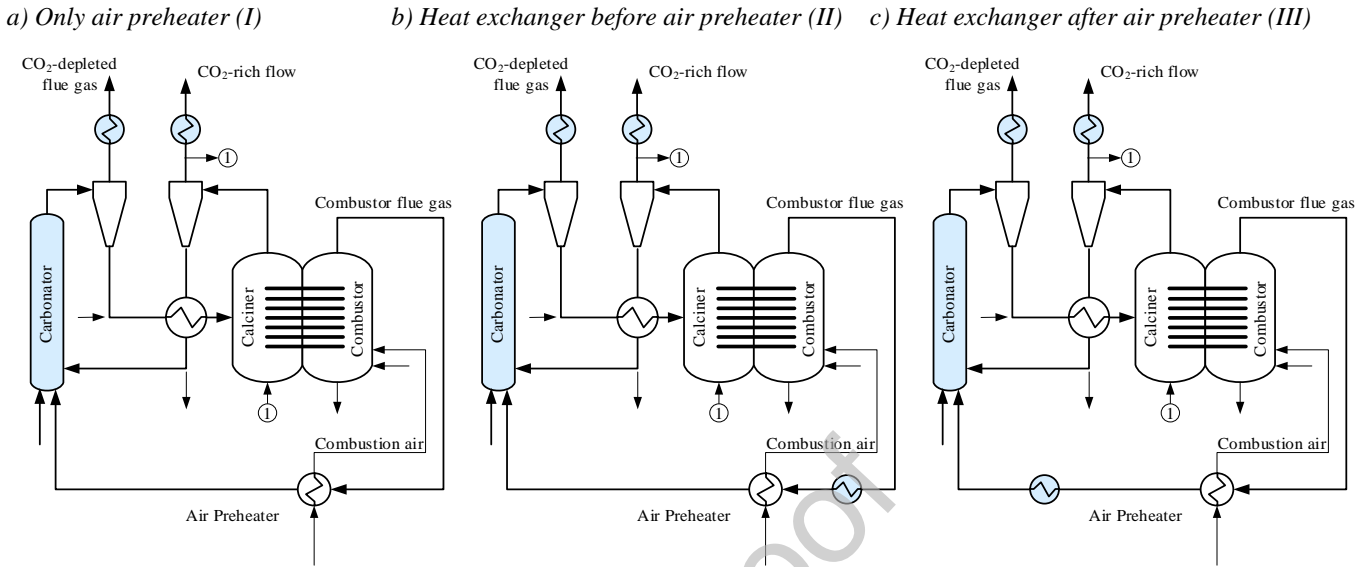 a) Only air preheater (I)
b) Heat exchanger before air preheater (II)
c) Heat exchanger after air preheater (III)
CO₂-depleted
flue gas
CO₂-rich flow
1
Combustor flue gas
Carbonator
Calciner
Combustor
1
Combustion air
Air Preheater
CO₂-depleted
flue gas
CO₂-rich flow
1
Combustor flue gas
Carbonator
Calciner
Combustor
1
Combustion air
Air Preheater
CO₂-depleted
flue gas
CO₂-rich flow
1
Combustor flue gas
Carbonator
Calciner
Combustor
1
Combustion air
Air Preheater